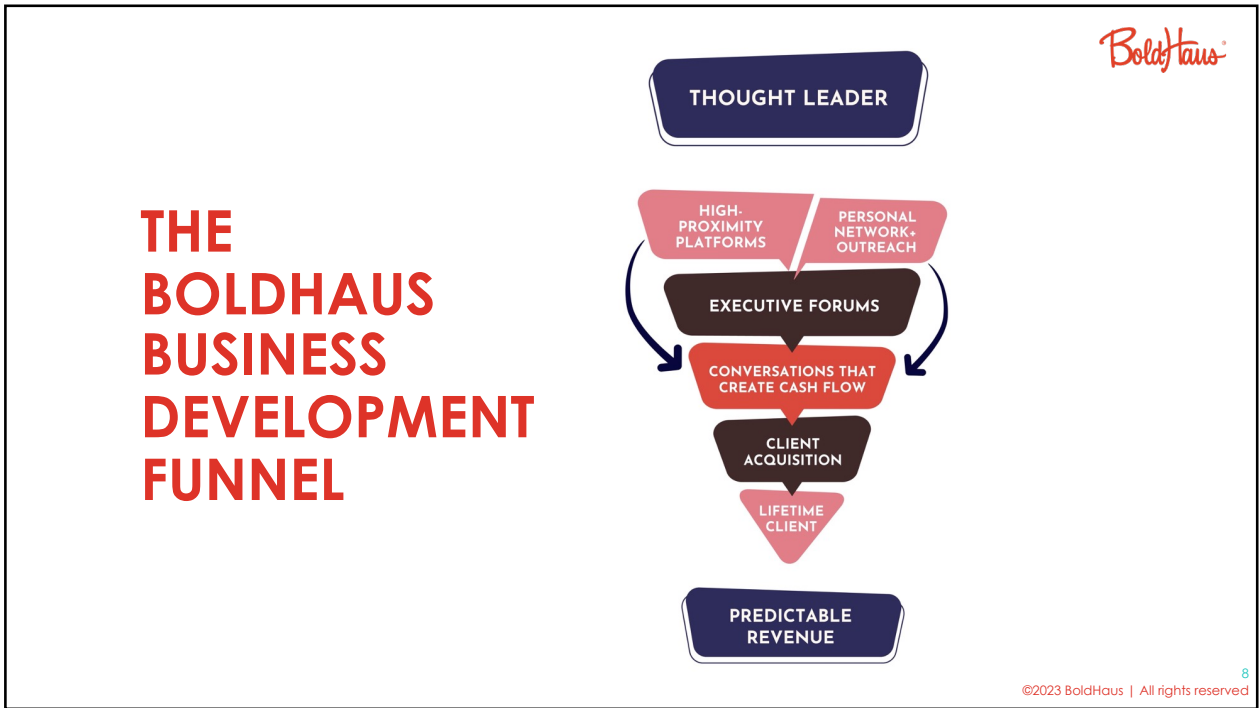 BoldHaus®
THOUGHT LEADER
THE
BOLDHAUS
BUSINESS
DEVELOPMENT
FUNNEL
HIGH-
PROXIMITY
PLATFORMS
PERSONAL
NETWORK+
OUTREACH
EXECUTIVE FORUMS
CONVERSATIONS THAT
CREATE CASH FLOW
CLIENT
ACQUISITION
LIFETIME
CLIENT
PREDICTABLE
REVENUE
8
©2023 BoldHaus | All rights reserved